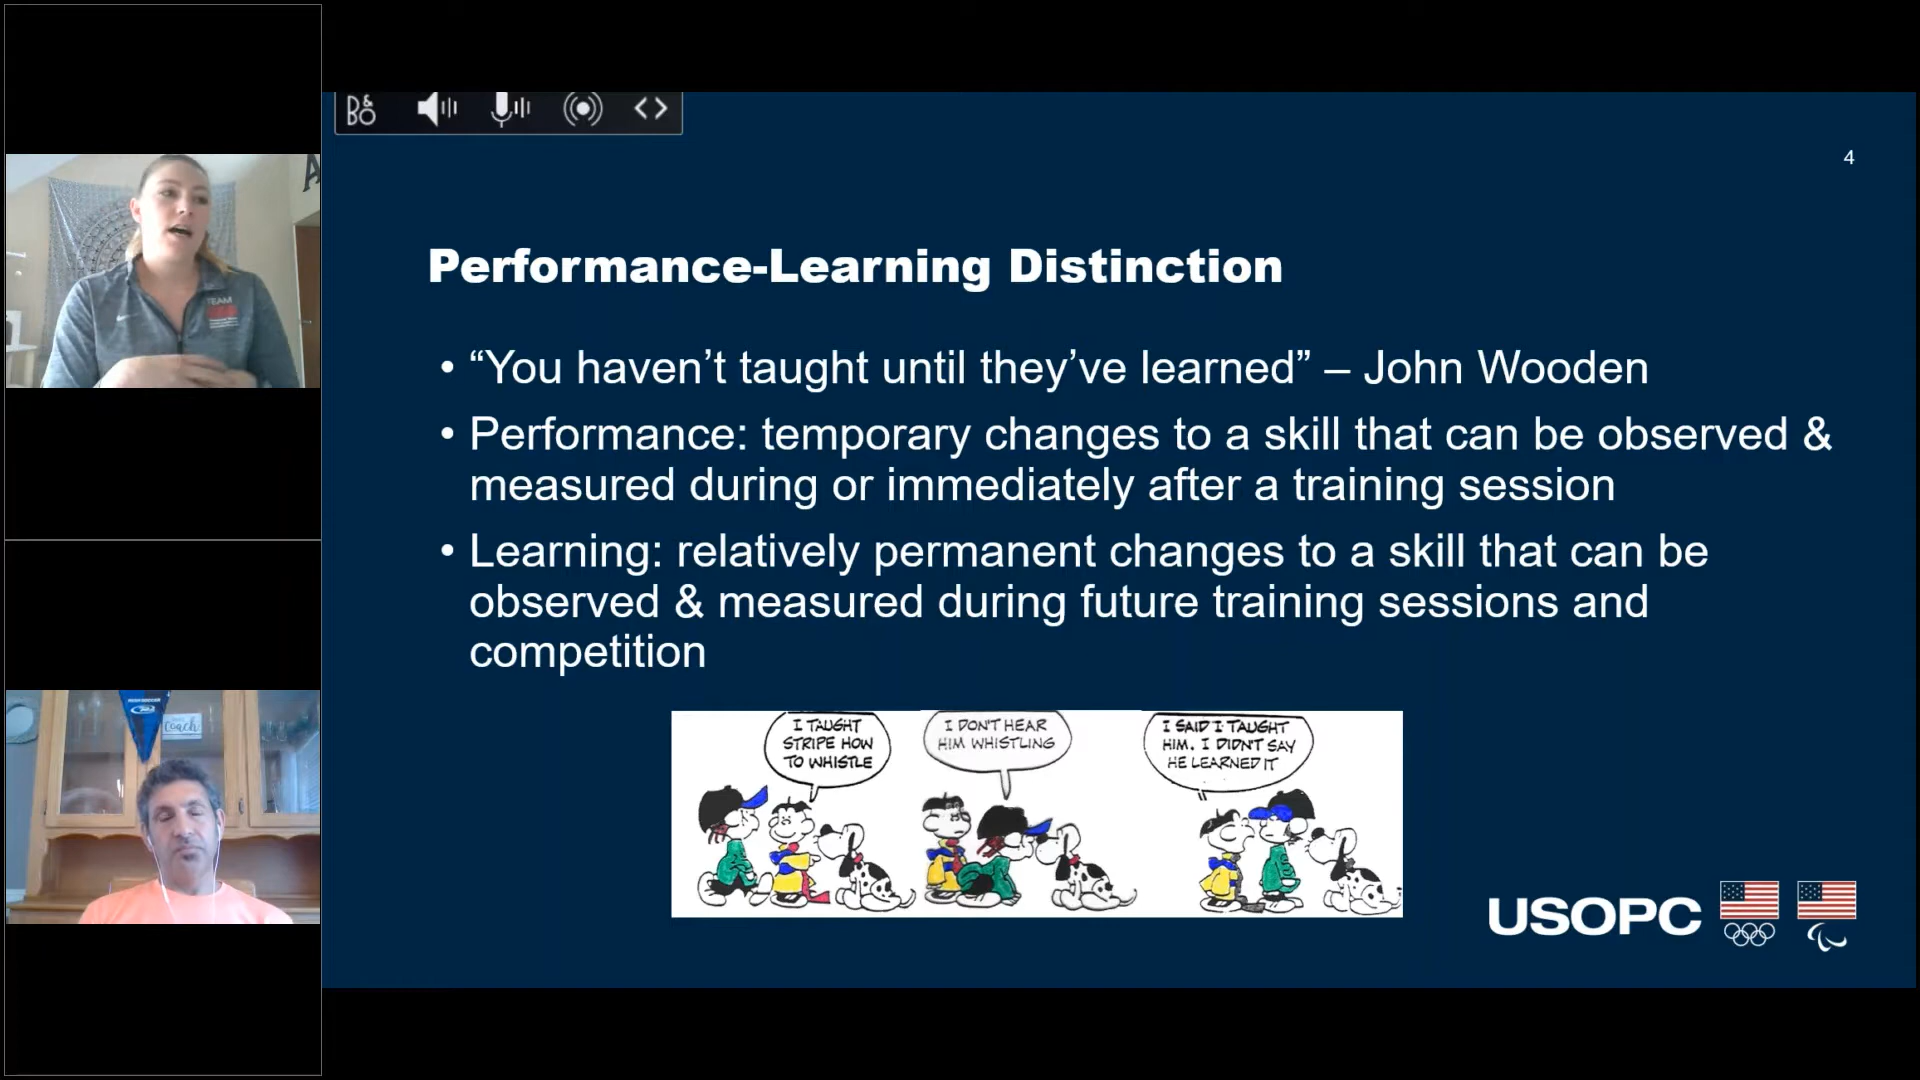 B&O
4
Performance-Learning Distinction
• “You haven’t taught until they’ve learned” – John Wooden
• Performance: temporary changes to a skill that can be observed &
measured during or immediately after a training session
• Learning: relatively permanent changes to a skill that can be
observed & measured during future training sessions and
competition
I TAUGHT
STRIPE HOW
TO WHISTLE
I DON'T HEAR
HIM WHISTLING
I SAID I TAUGHT
HIM. I DIDN'T SAY
HE LEARNED IT
USOPC
A
TEAM
coach